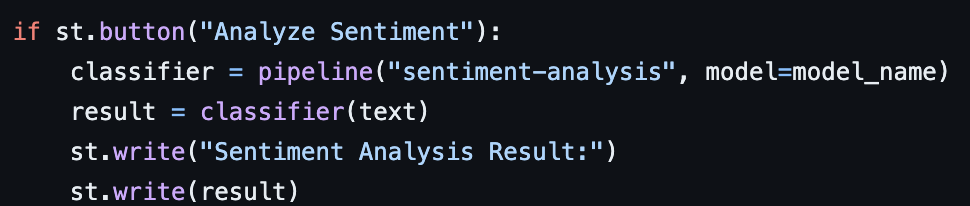 if st.button("Analyze Sentiment"):
    classifier = pipeline("sentiment-analysis", model=model_name)
    result = classifier(text)
    st.write("Sentiment Analysis Result:")
    st.write(result)